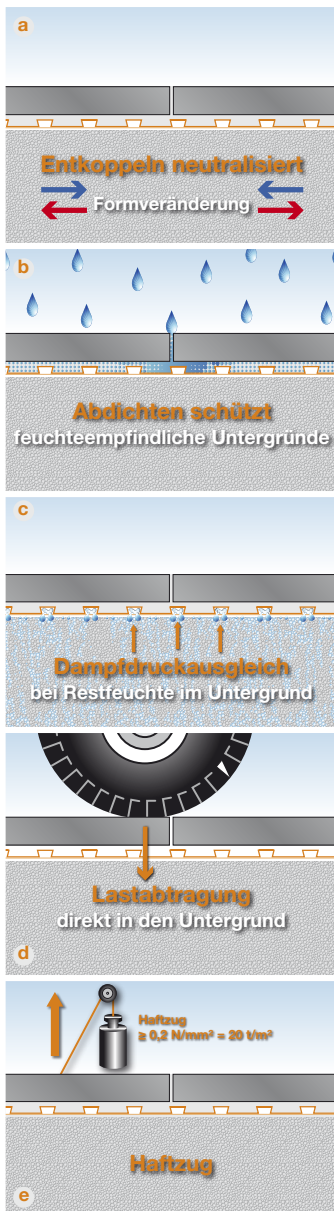 a
Entkoppeln neutralisiert
Formveränderung
b
Abdichten schützt
feuchteempfindliche Untergründe
c
Dampfdruckausgleich
bei Restfeuchte im Untergrund
Lastabtragung
direkt in den Untergrund
d
Haftzug
≥ 0,2 N/mm² = 20 t/m²
Haftzug
e